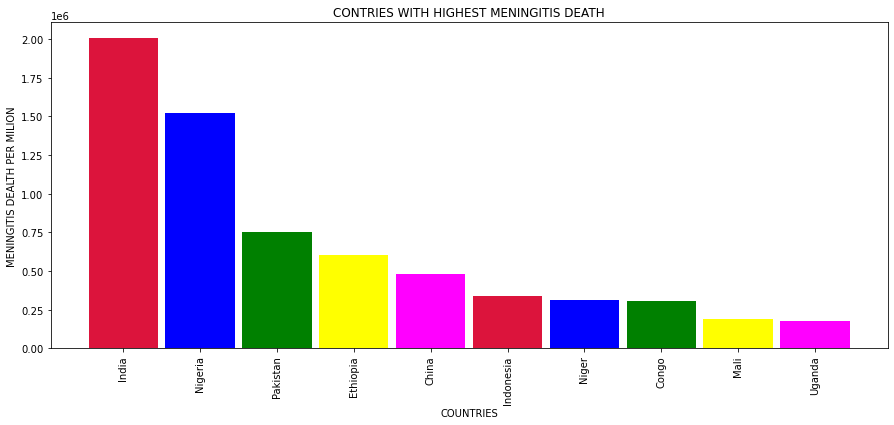 CONTRIES WITH HIGHEST MENINGITIS DEATH
1e6
2.00
1.75
1.50
1.25
1.00
0.75
0.50
0.25
0.00
MENINGITIS DEALTH PER MILION
India
Nigeria
Pakistan
Ethiopia
China
Indonesia
Niger
Congo
Mali
Uganda
COUNTRIES